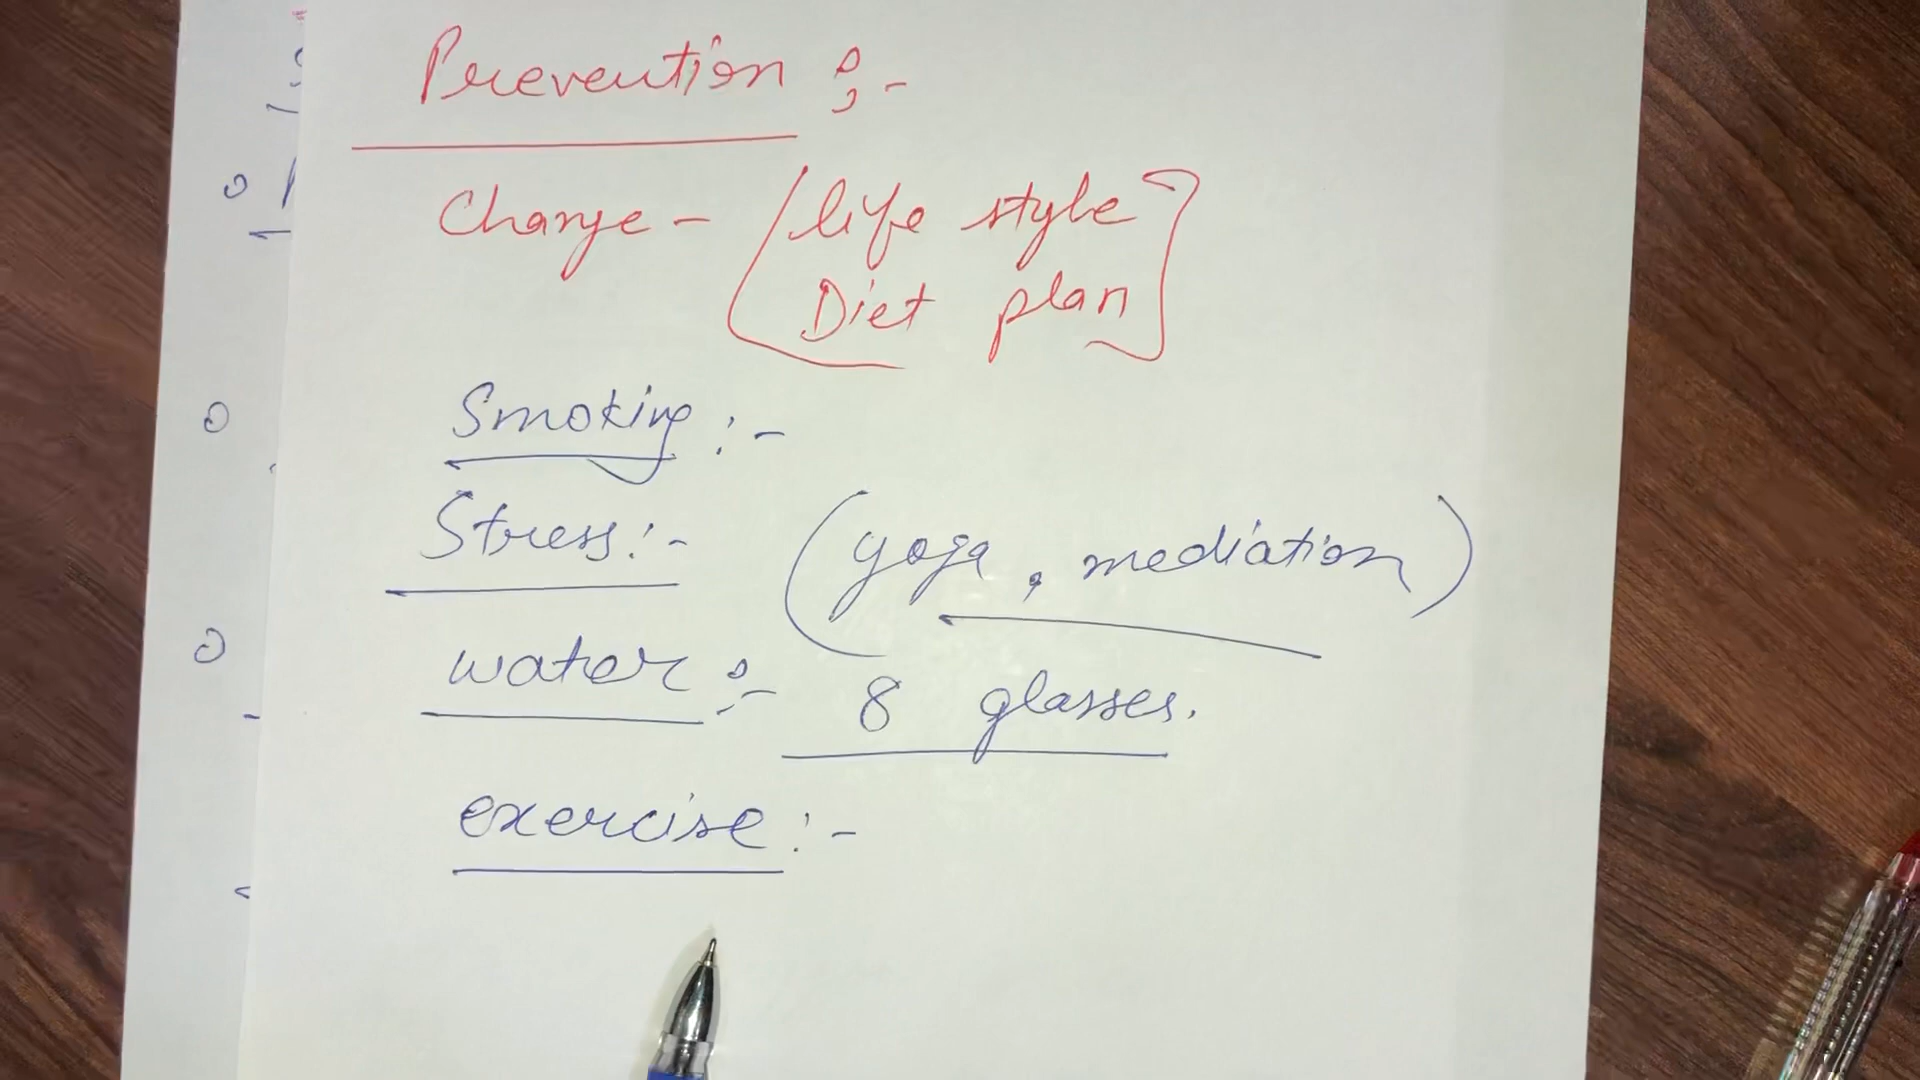 Prevention :-
Change - [life style
Diet plan]
Smoking :-
Stress :- (yoga, mediation)
water :- 8 glasses.
exercise :-